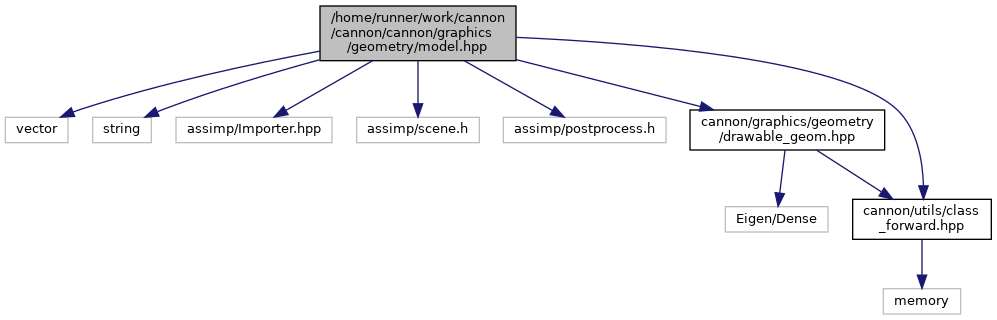 /home/runner/work/cannon
/cannon/cannon/graphics
/geometry/model.hpp
vector
string
assimp/Importer.hpp
assimp/scene.h
assimp/postprocess.h
cannon/graphics/geometry
/drawable_geom.hpp
Eigen/Dense
cannon/utils/class
_forward.hpp
memory